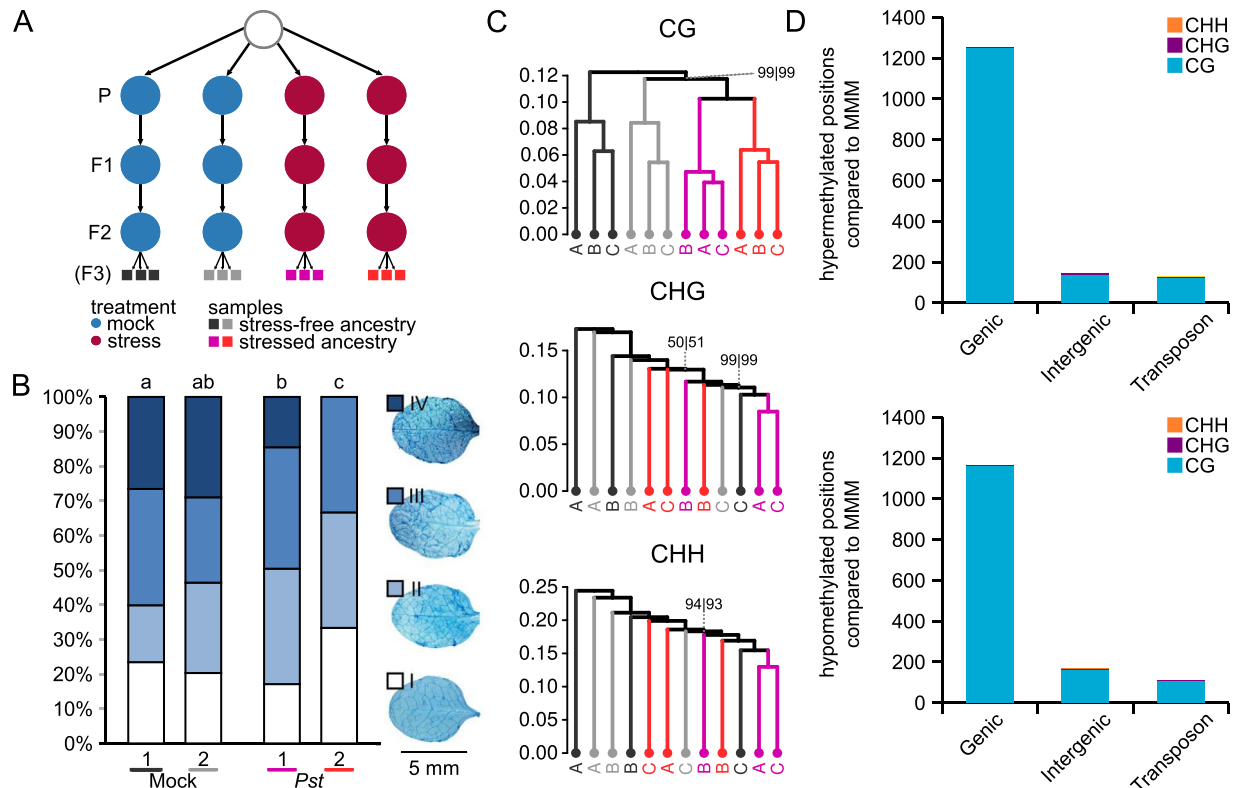 A
P
F1
F2
(F3)
treatment
mock
stress
samples
stress-free ancestry
stressed ancestry
B
100%
90%
80%
70%
60%
50%
40%
30%
20%
10%
0%
a
ab
b
c
IV
III
II
I
1
2
1
2
Mock
Pst
5 mm
C
CG
0.12
0.10
0.08
0.06
0.04
0.02
0.00
99|99
A B C A B C B A C A B C
CHG
0.15
0.10
0.05
0.00
50|51
99|99
A A B B A C B B C C A C
CHH
0.25
0.20
0.15
0.10
0.05
0.00
94|93
A A B B C A C B B C A C
D
hypermethylated positions
compared to MMM
1400
1200
1000
800
600
400
200
0
CHH
CHG
CG
Genic
Intergenic
Transposon
hypomethylated positions
compared to MMM
1400
1200
1000
800
600
400
200
0
CHH
CHG
CG
Genic
Intergenic
Transposon